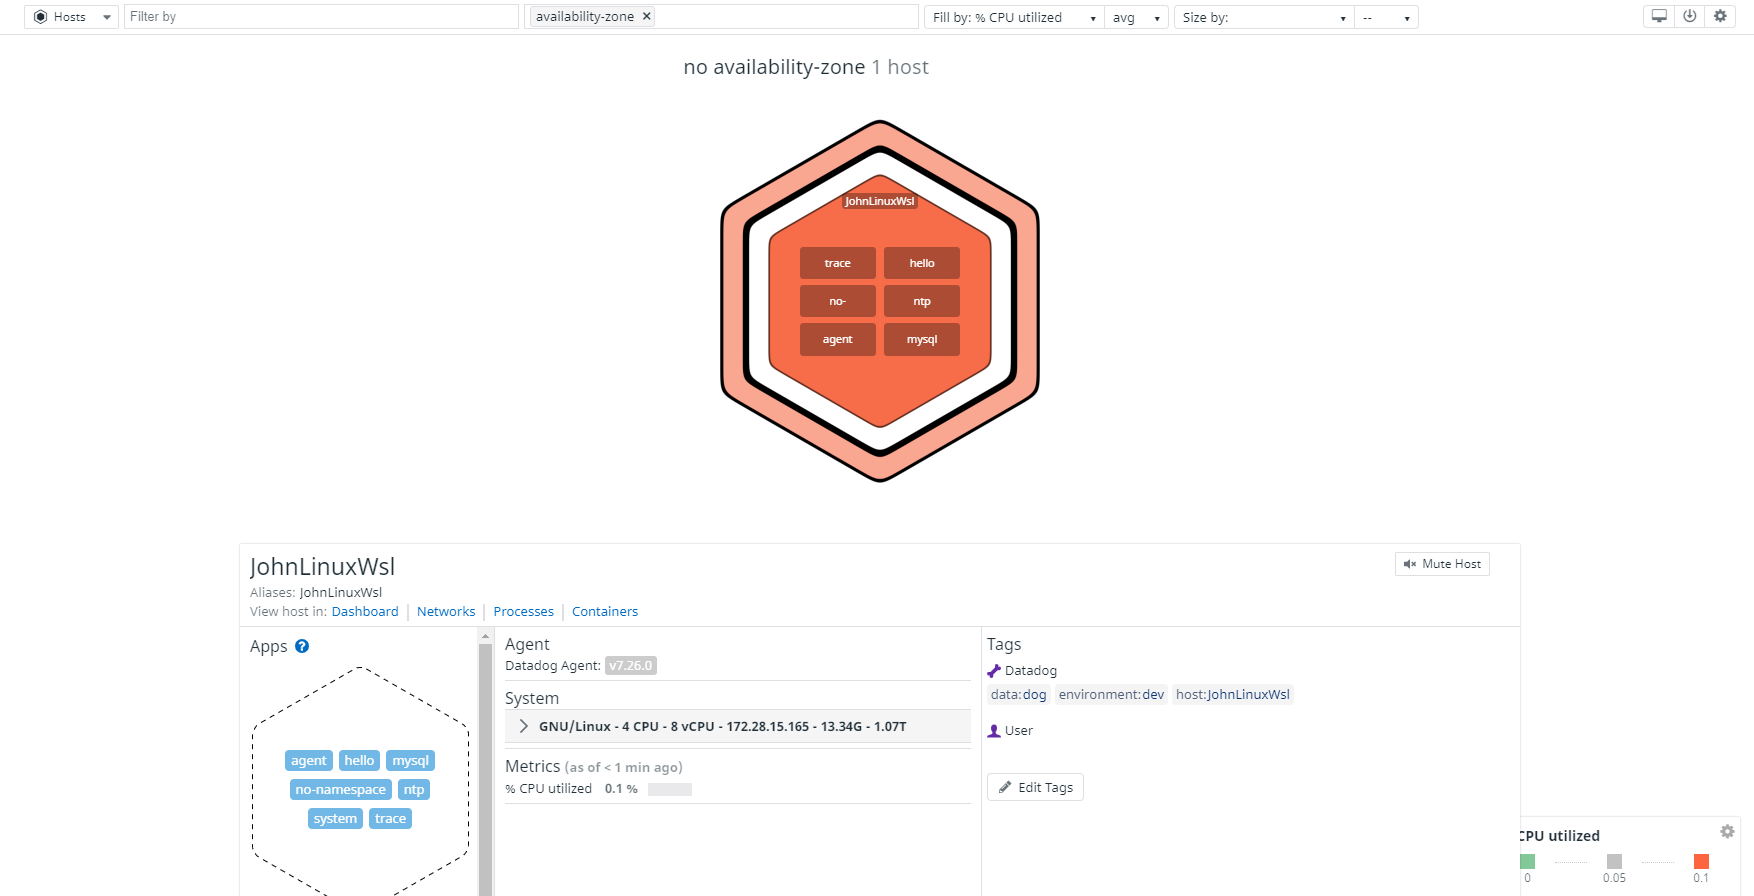 Hosts
Filter by
availability-zone ×
Fill by: % CPU utilized
avg
Size by:
--
no availability-zone 1 host
JohnLinuxWsl
trace hello
no- ntp
agent mysql
JohnLinuxWsl
Mute Host
Aliases: JohnLinuxWsl
View host in: Dashboard | Networks | Processes | Containers
Apps ?
agent hello mysql
no-namespace ntp
system trace
Agent
Datadog Agent: v7.26.0
System
GNU/Linux - 4 CPU - 8 vCPU - 172.28.15.165 - 13.34G - 1.07T
Metrics (as of < 1 min ago)
% CPU utilized 0.1 %
Tags
Datadog
data:dog environment:dev host:JohnLinuxWsl
User
Edit Tags
CPU utilized
0 0.05 0.1